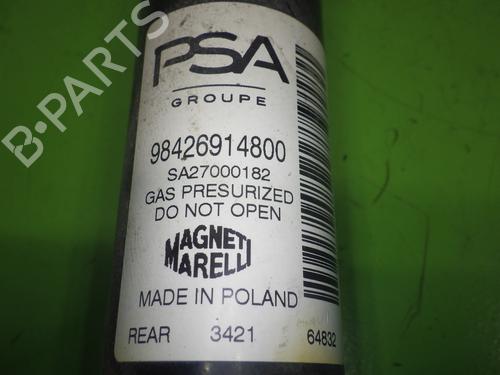 PSA
GROUPE
98426914800
SA27000182
GAS PRESURIZED
DO NOT OPEN
MAGNETI
MARELLI
MADE IN POLAND
REAR 3421 64832
B-PARTS